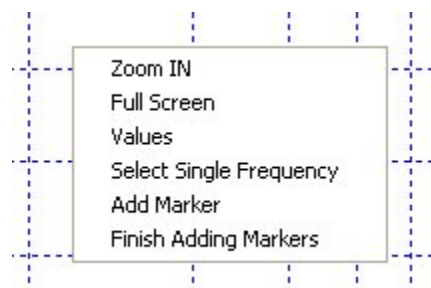 Zoom IN
Full Screen
Values
Select Single Frequency
Add Marker
Finish Adding Markers